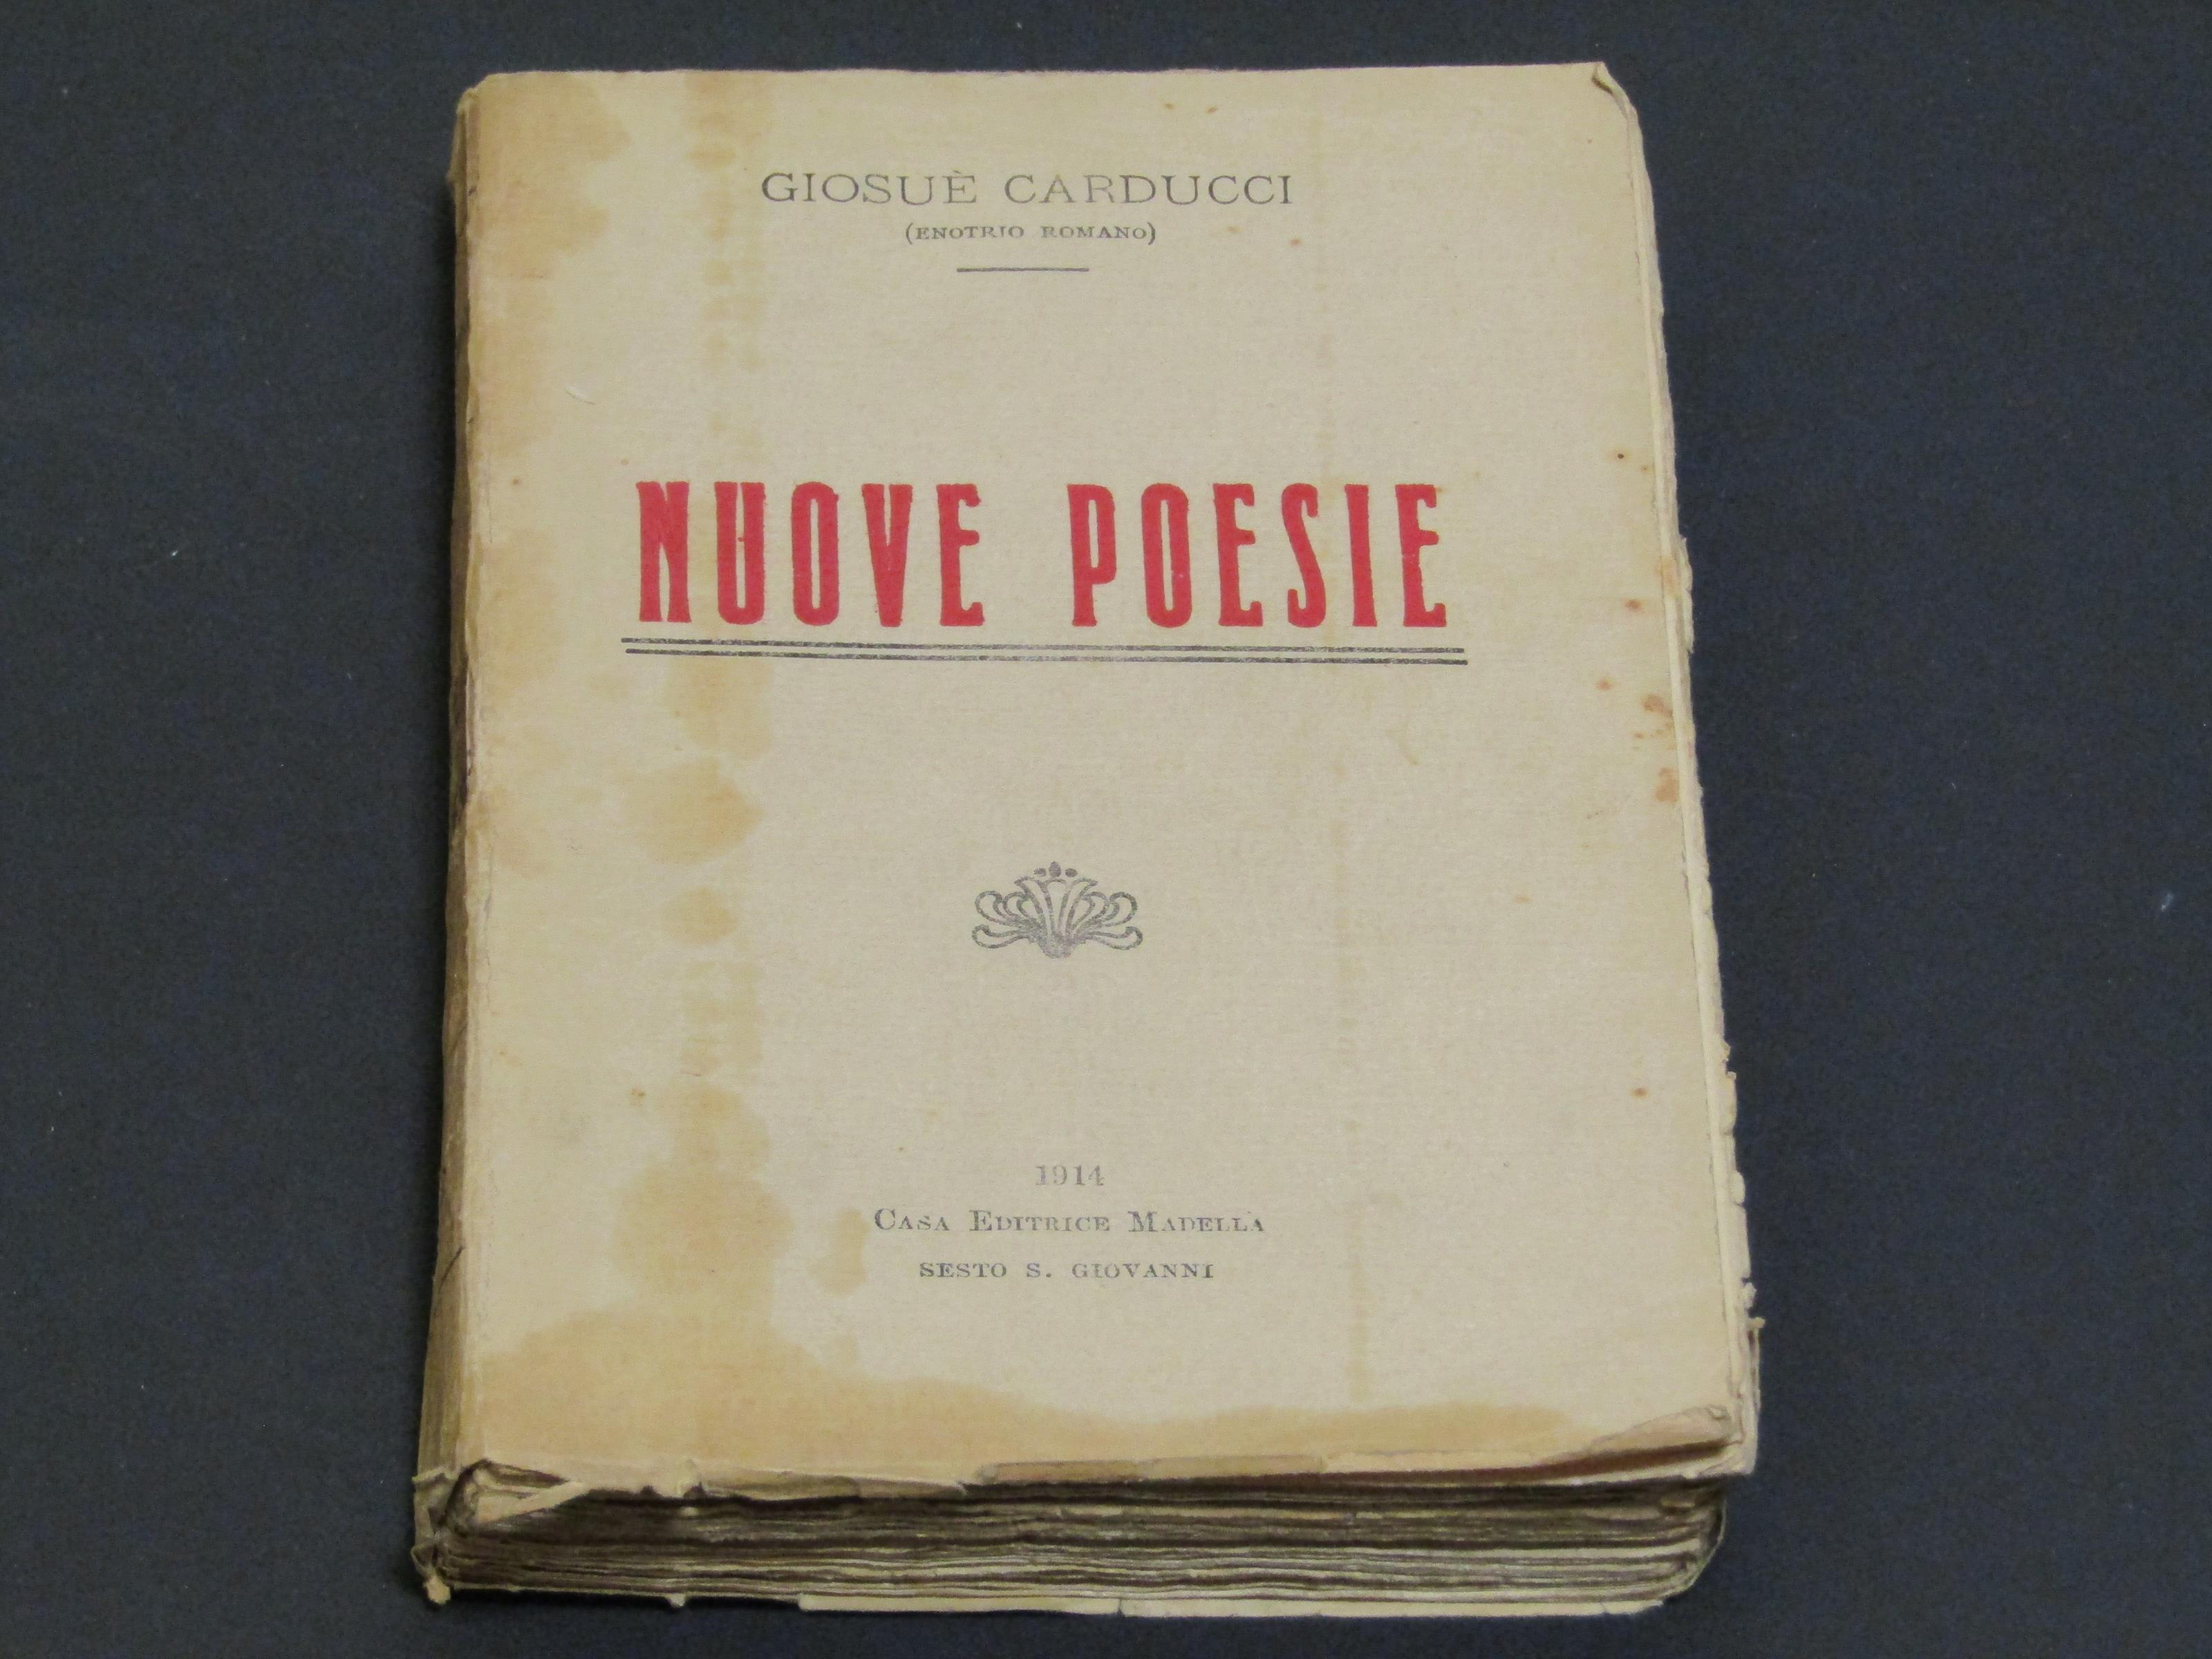 GIOSUÈ CARDUCCI
(ENOTRIO ROMANO)
NUOVE POESIE
1914
CASA EDITRICE MADELLA
SESTO S. GIOVANNI